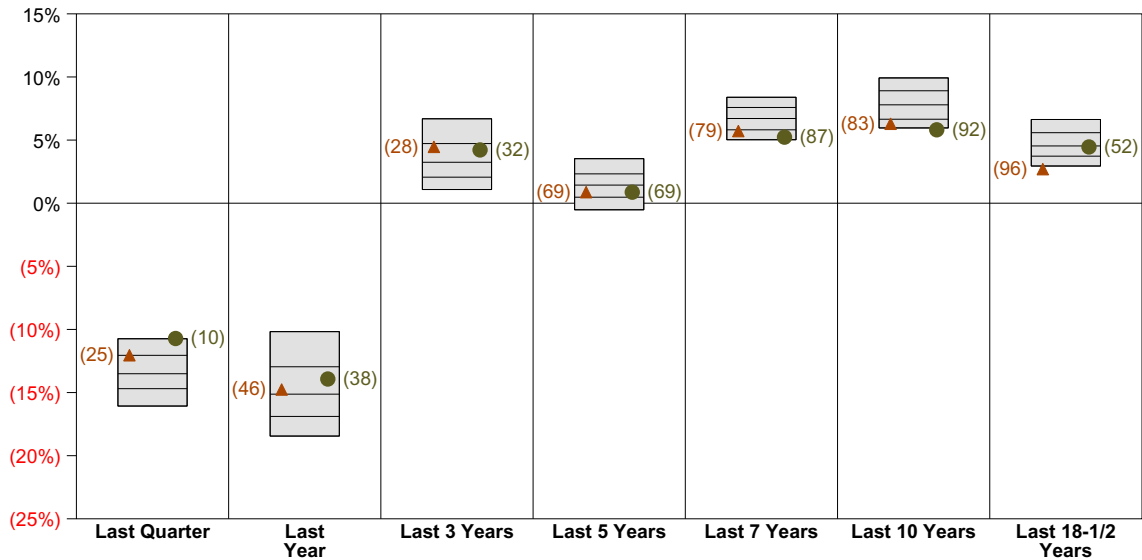 15%
10%
5%
0%
(5%)
(10%)
(15%)
(20%)
(25%)
(25)
(10)
(46)
(38)
(28)
(32)
(69)
(69)
(79)
(87)
(83)
(92)
(96)
(52)
Last Quarter
Last
Year
Last 3 Years
Last 5 Years
Last 7 Years
Last 10 Years
Last 18-1/2
Years